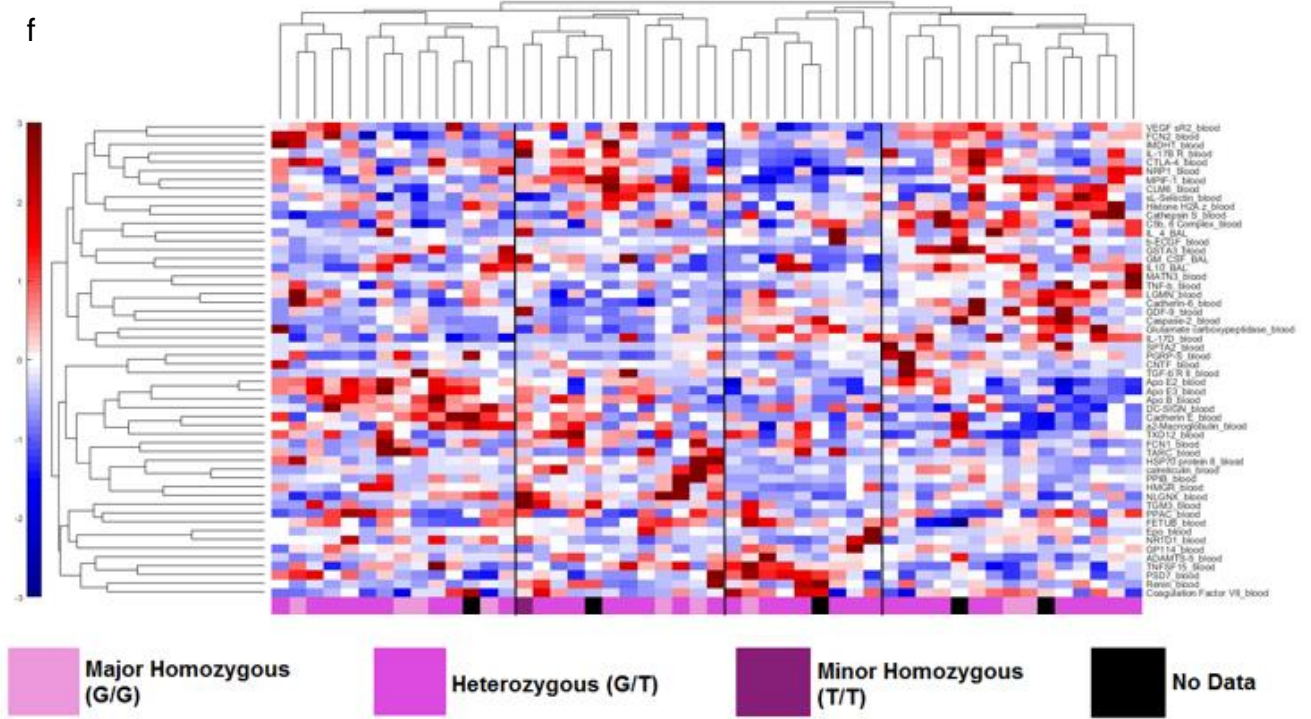 f
3
2
1
0
-1
-2
-3
VEGF sR2_blood
FCN2_blood
IMDH1_blood
IL-17B R_blood
CTLA-4_blood
NRP1_blood
MPIF-1_blood
CLM6_blood
sL-Selectin_blood
Histone H2A.z_blood
Cathepsin S_blood
C5b, 6 Complex_blood
IL_4_BAL
b-ECGF_blood
GSTA3_blood
GM_CSF_BAL
IL10_BAL
MATN3_blood
TNF-b_blood
LGMN_blood
Cadherin-6_blood
GDF-9_blood
Caspase-2_blood
Glutamate carboxypeptidase_blood
IL-17D_blood
SPTA2_blood
PGRP-S_blood
CNTF_blood
TGF-b R II_blood
Apo E2_blood
Apo E3_blood
Apo B_blood
DC-SIGN_blood
Cadherin E_blood
a2-Macroglobulin_blood
TXD12_blood
FCN1_blood
TARC_blood
HSP70 protein 8_blood
calreticulin_blood
PPIB_blood
HMGR_blood
NLGNX_blood
TGM3_blood
PPAC_blood
FETUB_blood
Epo_blood
NRTD1_blood
GP114_blood
ADAMTS-5_blood
TNFSF15_blood
PSD7_blood
Renin_blood
Coagulation Factor VII_blood
Major Homozygous
(G/G)
Heterozygous (G/T)
Minor Homozygous
(T/T)
No Data